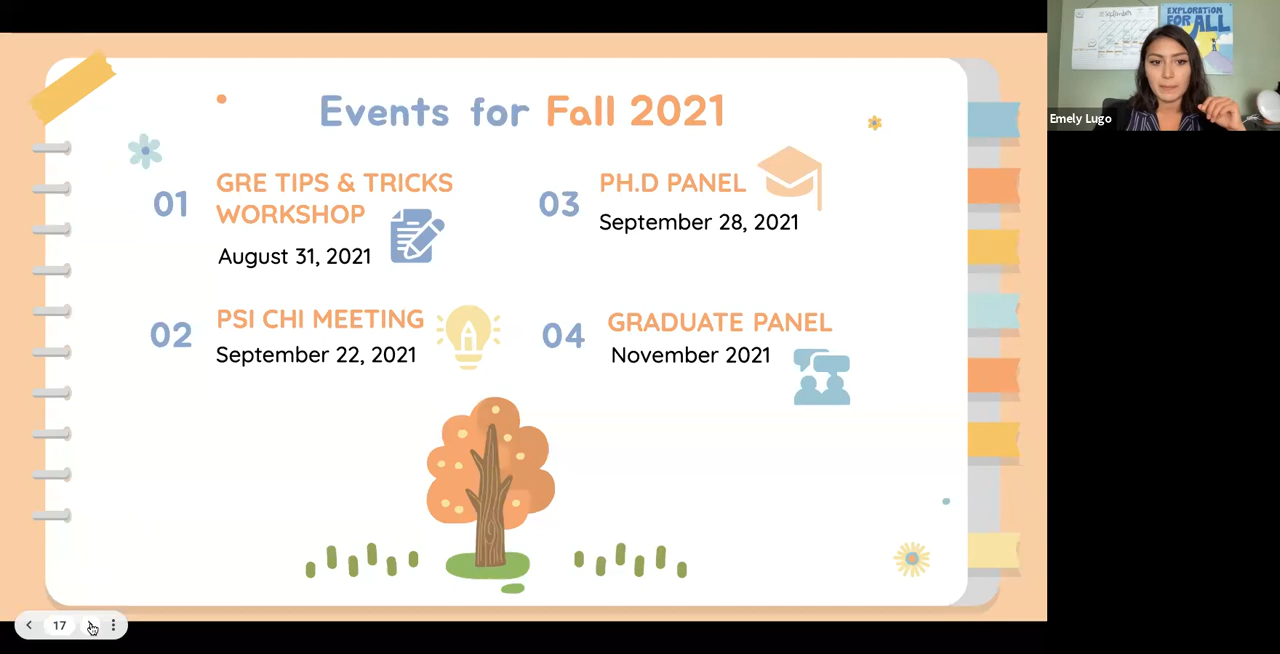 Events for Fall 2021
01
GRE TIPS & TRICKS
WORKSHOP
August 31, 2021
02
PSI CHI MEETING
September 22, 2021
03
PH.D PANEL
September 28, 2021
04
GRADUATE PANEL
November 2021
17
EXPLORATION
FOR ALL
September
Emely Lugo